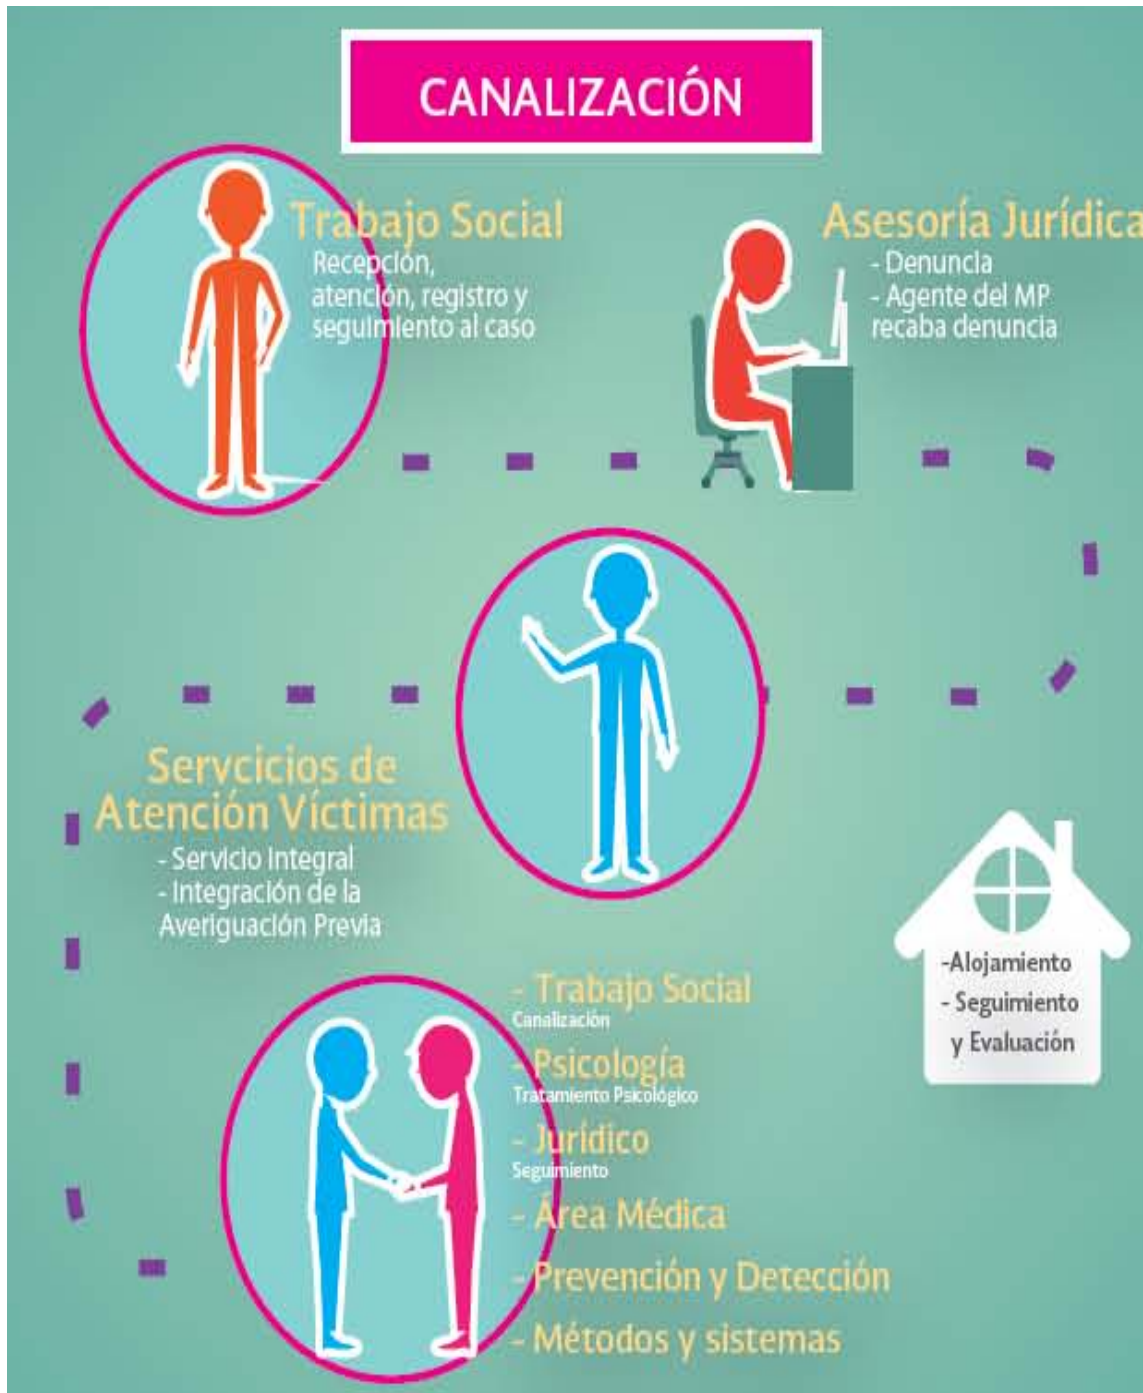 CANALIZACIÓN
Trabajo Social
Recepción,
atención, registro y
seguimiento al caso
Asesoría Jurídica
- Denuncia
- Agente del MP
recaba denuncia
Servcicios de
Atención Víctimas
- Servicio Integral
- Integración de la
Averiguación Previa
-Alojamiento
- Seguimiento
y Evaluación
- Trabajo Social
Canalización
- Psicología
Tratamiento Psicológico
- Jurídico
Seguimiento
- Área Médica
- Prevención y Detección
- Métodos y sistemas